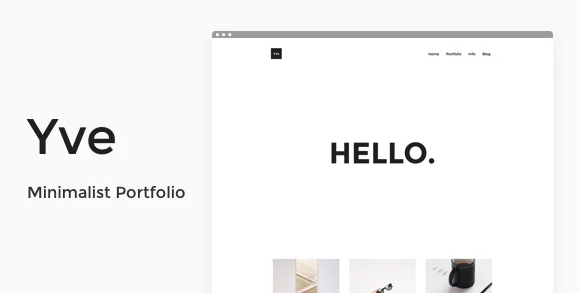 Yve
Home Portfolio Info Blog
Yve
Minimalist Portfolio
HELLO.